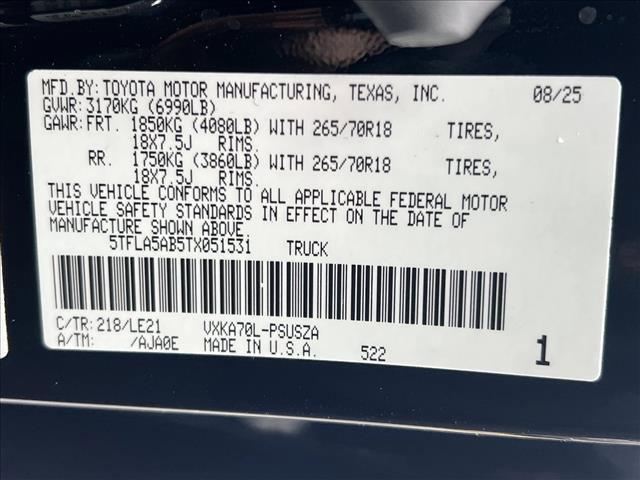 MFD.BY: TOYOTA MOTOR MANUFACTURING, TEXAS, INC. 08/25
GVWR: 3170KG (6990LB)
GAWR: FRT. 1850KG (4080LB) WITH 265/70R18 TIRES,
18X7.5J RIMS.
RR. 1750KG (3860LB) WITH 265/70R18 TIRES,
18X7.5J RIMS.
THIS VEHICLE CONFORMS TO ALL APPLICABLE FEDERAL MOTOR
VEHICLE SAFETY STANDARDS IN EFFECT ON THE DATE OF
MANUFACTURE SHOWN ABOVE.
5TFLA5AB5TX051531 TRUCK
C/TR: 218/LE21 VXKA70L-PSUSZA
A/TM: /AJA0E MADE IN U.S.A. 522 1